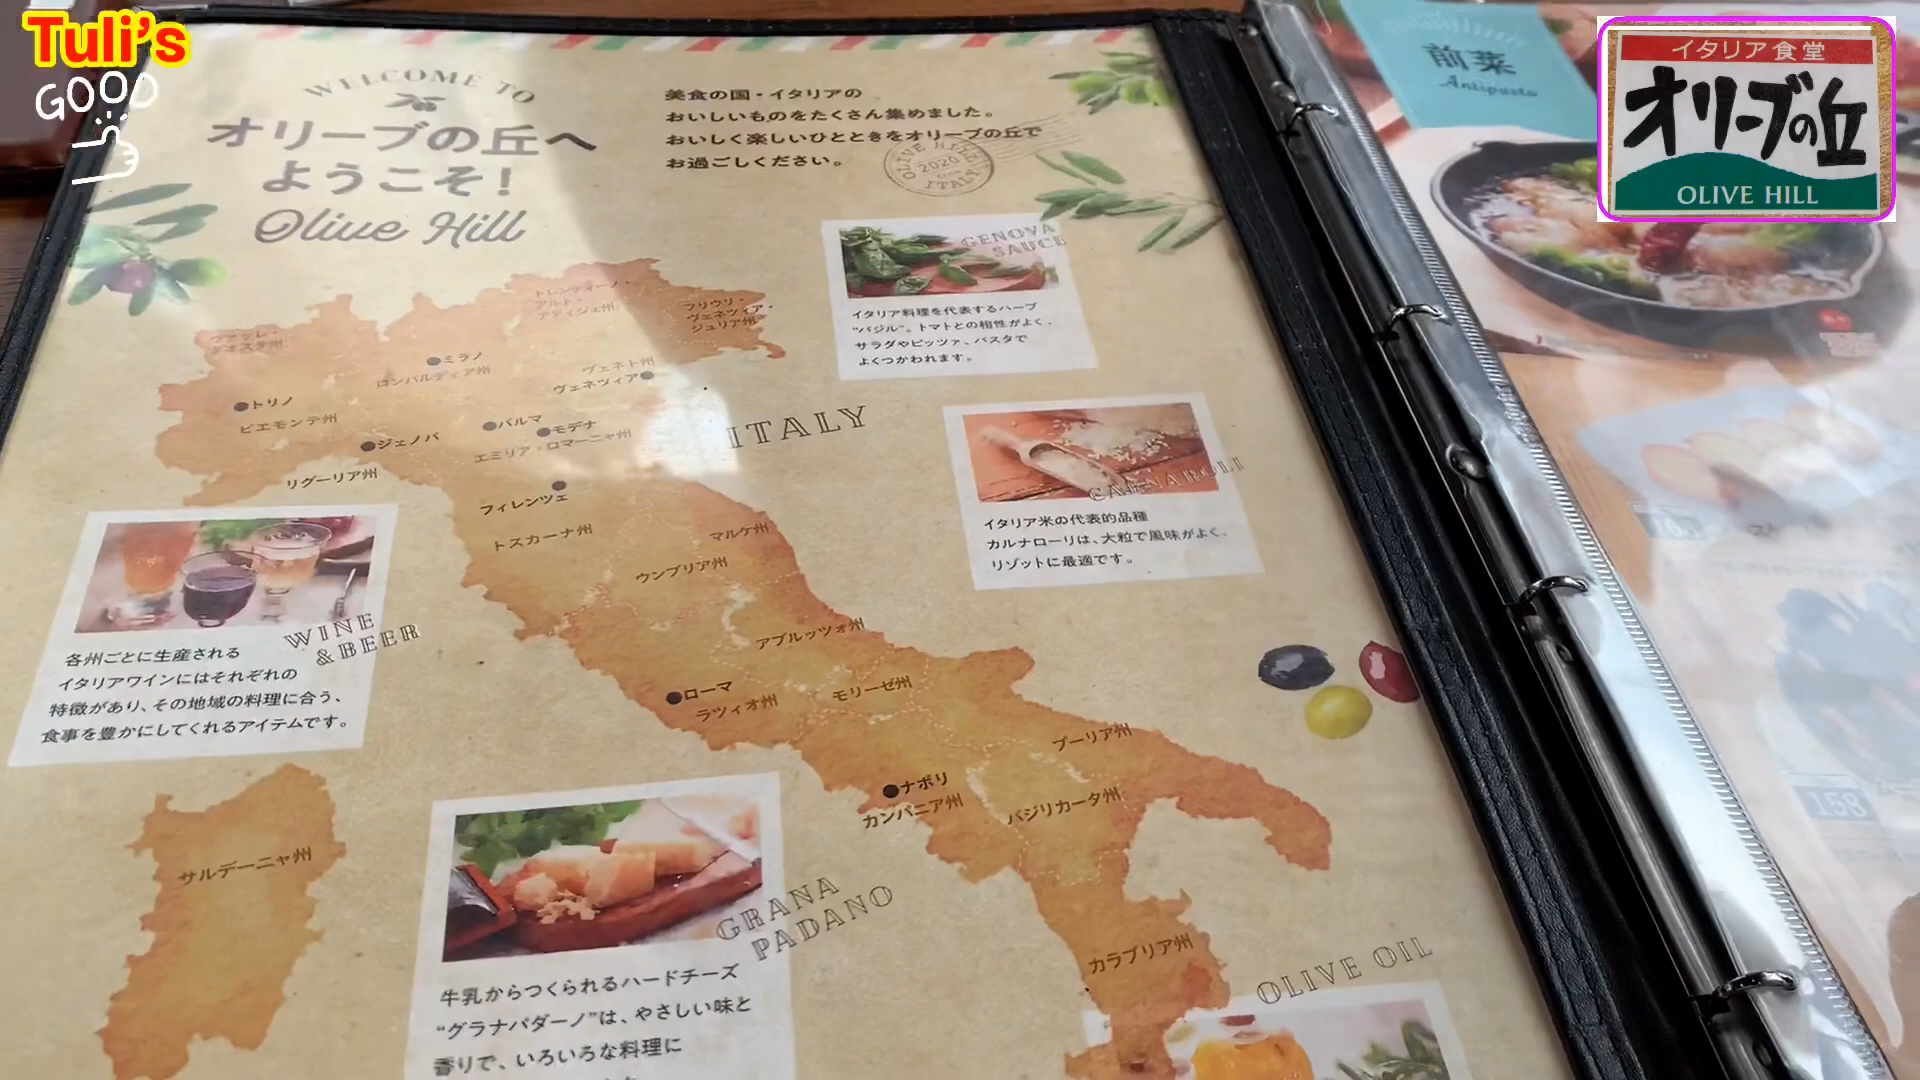 Tuli's
GOOD
イタリア食堂
オリーブの丘
OLIVE HILL
前菜
Antipasto
WELCOME TO
オリーブの丘へ
ようこそ!
Olive Hill
美食の国・イタリアの
おいしいものをたくさん集めました。
おいしく楽しいひとときをオリーブの丘で
お過ごしください。
OLIVE HILL
2020
ITALY
GENOVA
SAUCE
イタリア料理を代表するハーブ
“バジル”。トマトとの相性がよく、
サラダやピッツァ、パスタで
よくつかわれます。
トレンティーノ・
アルト・
アディジェ州
フリウリ・
ヴェネツィア・
ジュリア州
ヴァッレ・
ダオスタ州
ミラノ
ロンバルディア州
ヴェネト州
ヴェネツィア
トリノ
ピエモンテ州
パルマ
モデナ
エミリア・ロマーニャ州
ジェノバ
リグーリア州
ITALY
フィレンツェ
トスカーナ州
マルケ州
ウンブリア州
CARNAROLI
イタリア米の代表的品種
カルナローリは、大粒で風味がよく、
リゾットに最適です。
WINE
&BEER
各州ごとに生産される
イタリアワインにはそれぞれの
特徴があり、その地域の料理に合う、
食事を豊かにしてくれるアイテムです。
アブルッツォ州
ローマ
ラツィオ州
モリーゼ州
プーリア州
ナポリ
カンパニア州
バジリカータ州
サルデーニャ州
カラブリア州
GRANA
PADANO
牛乳からつくられるハードチーズ
“グラナパダーノ”は、やさしい味と
香りで、いろいろな料理に
OLIVE OIL
158